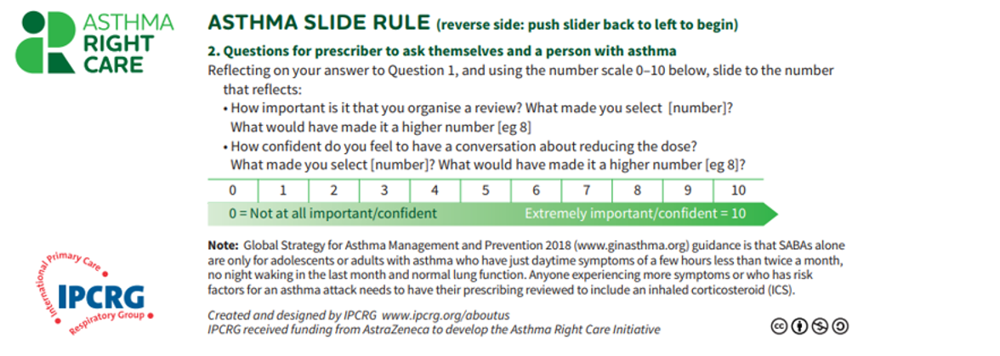 ASTHMA
RIGHT
CARE
ASTHMA SLIDE RULE (reverse side: push slider back to left to begin)
2. Questions for prescriber to ask themselves and a person with asthma
Reflecting on your answer to Question 1, and using the number scale 0–10 below, slide to the number
that reflects:
• How important is it that you organise a review? What made you select [number]?
What would have made it a higher number [eg 8]
• How confident do you feel to have a conversation about reducing the dose?
What made you select [number]? What would have made it a higher number [eg 8]?
0 1 2 3 4 5 6 7 8 9 10
0 = Not at all important/confident Extremely important/confident = 10
Note: Global Strategy for Asthma Management and Prevention 2018 (www.ginasthma.org) guidance is that SABAs alone
are only for adolescents or adults with asthma who have just daytime symptoms of a few hours less than twice a month,
no night waking in the last month and normal lung function. Anyone experiencing more symptoms or who has risk
factors for an asthma attack needs to have their prescribing reviewed to include an inhaled corticosteroid (ICS).
International Primary Care
IPCRG
Respiratory Group
Created and designed by IPCRG www.ipcrg.org/aboutus
IPCRG received funding from AstraZeneca to develop the Asthma Right Care Initiative
cc